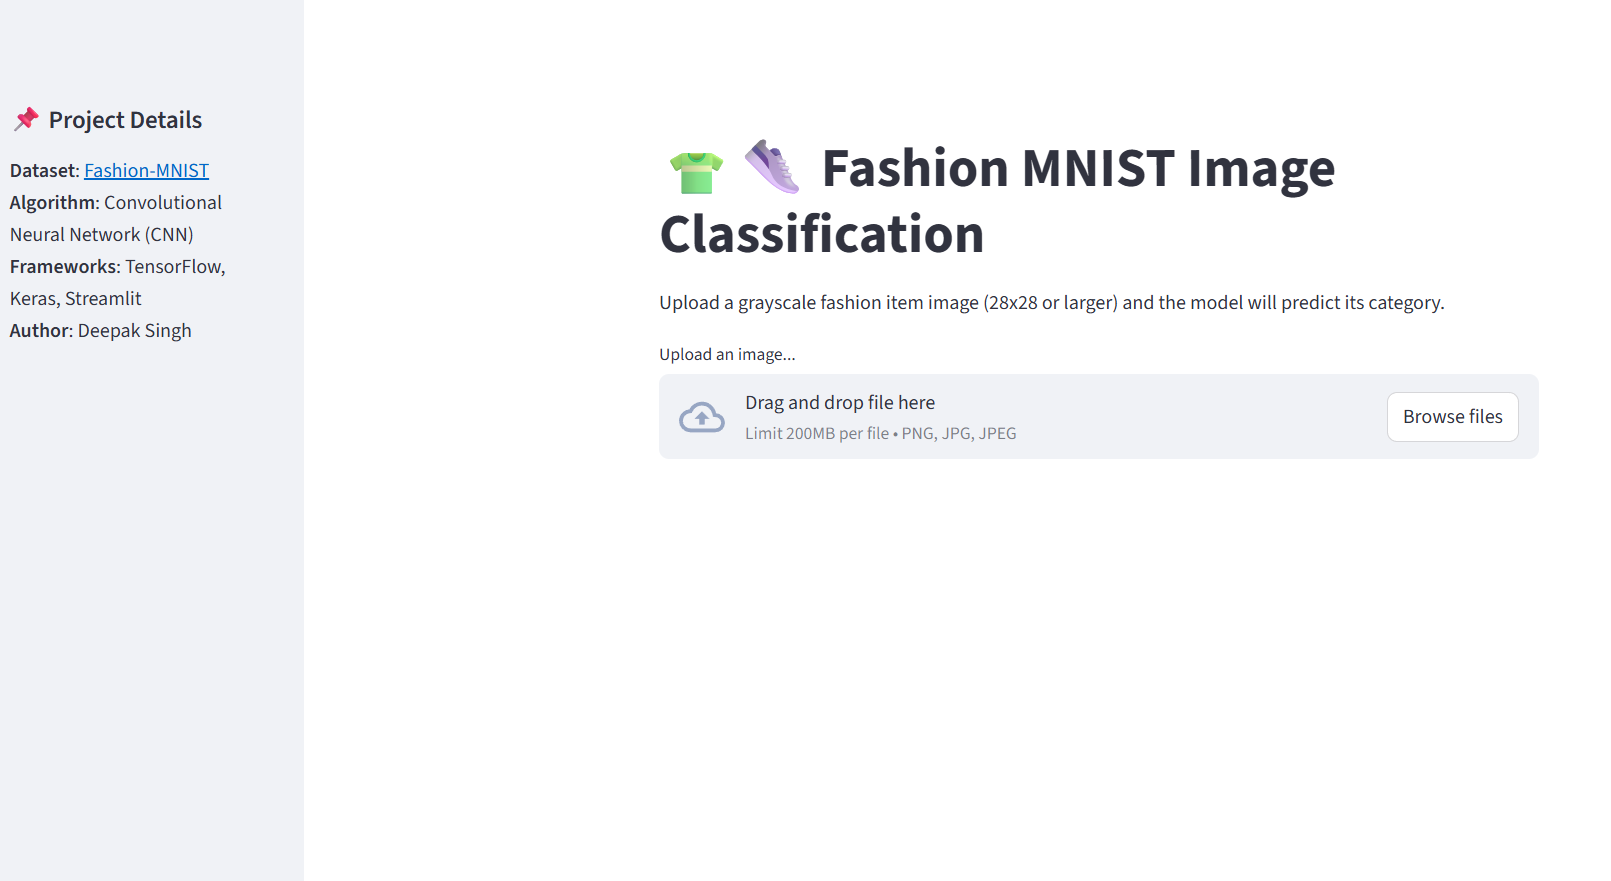 Project Details
Dataset: Fashion-MNIST
Algorithm: Convolutional
Neural Network (CNN)
Frameworks: TensorFlow,
Keras, Streamlit
Author: Deepak Singh
Fashion MNIST Image
Classification
Upload a grayscale fashion item image (28x28 or larger) and the model will predict its category.
Upload an image...
Drag and drop file here
Limit 200MB per file • PNG, JPG, JPEG
Browse files